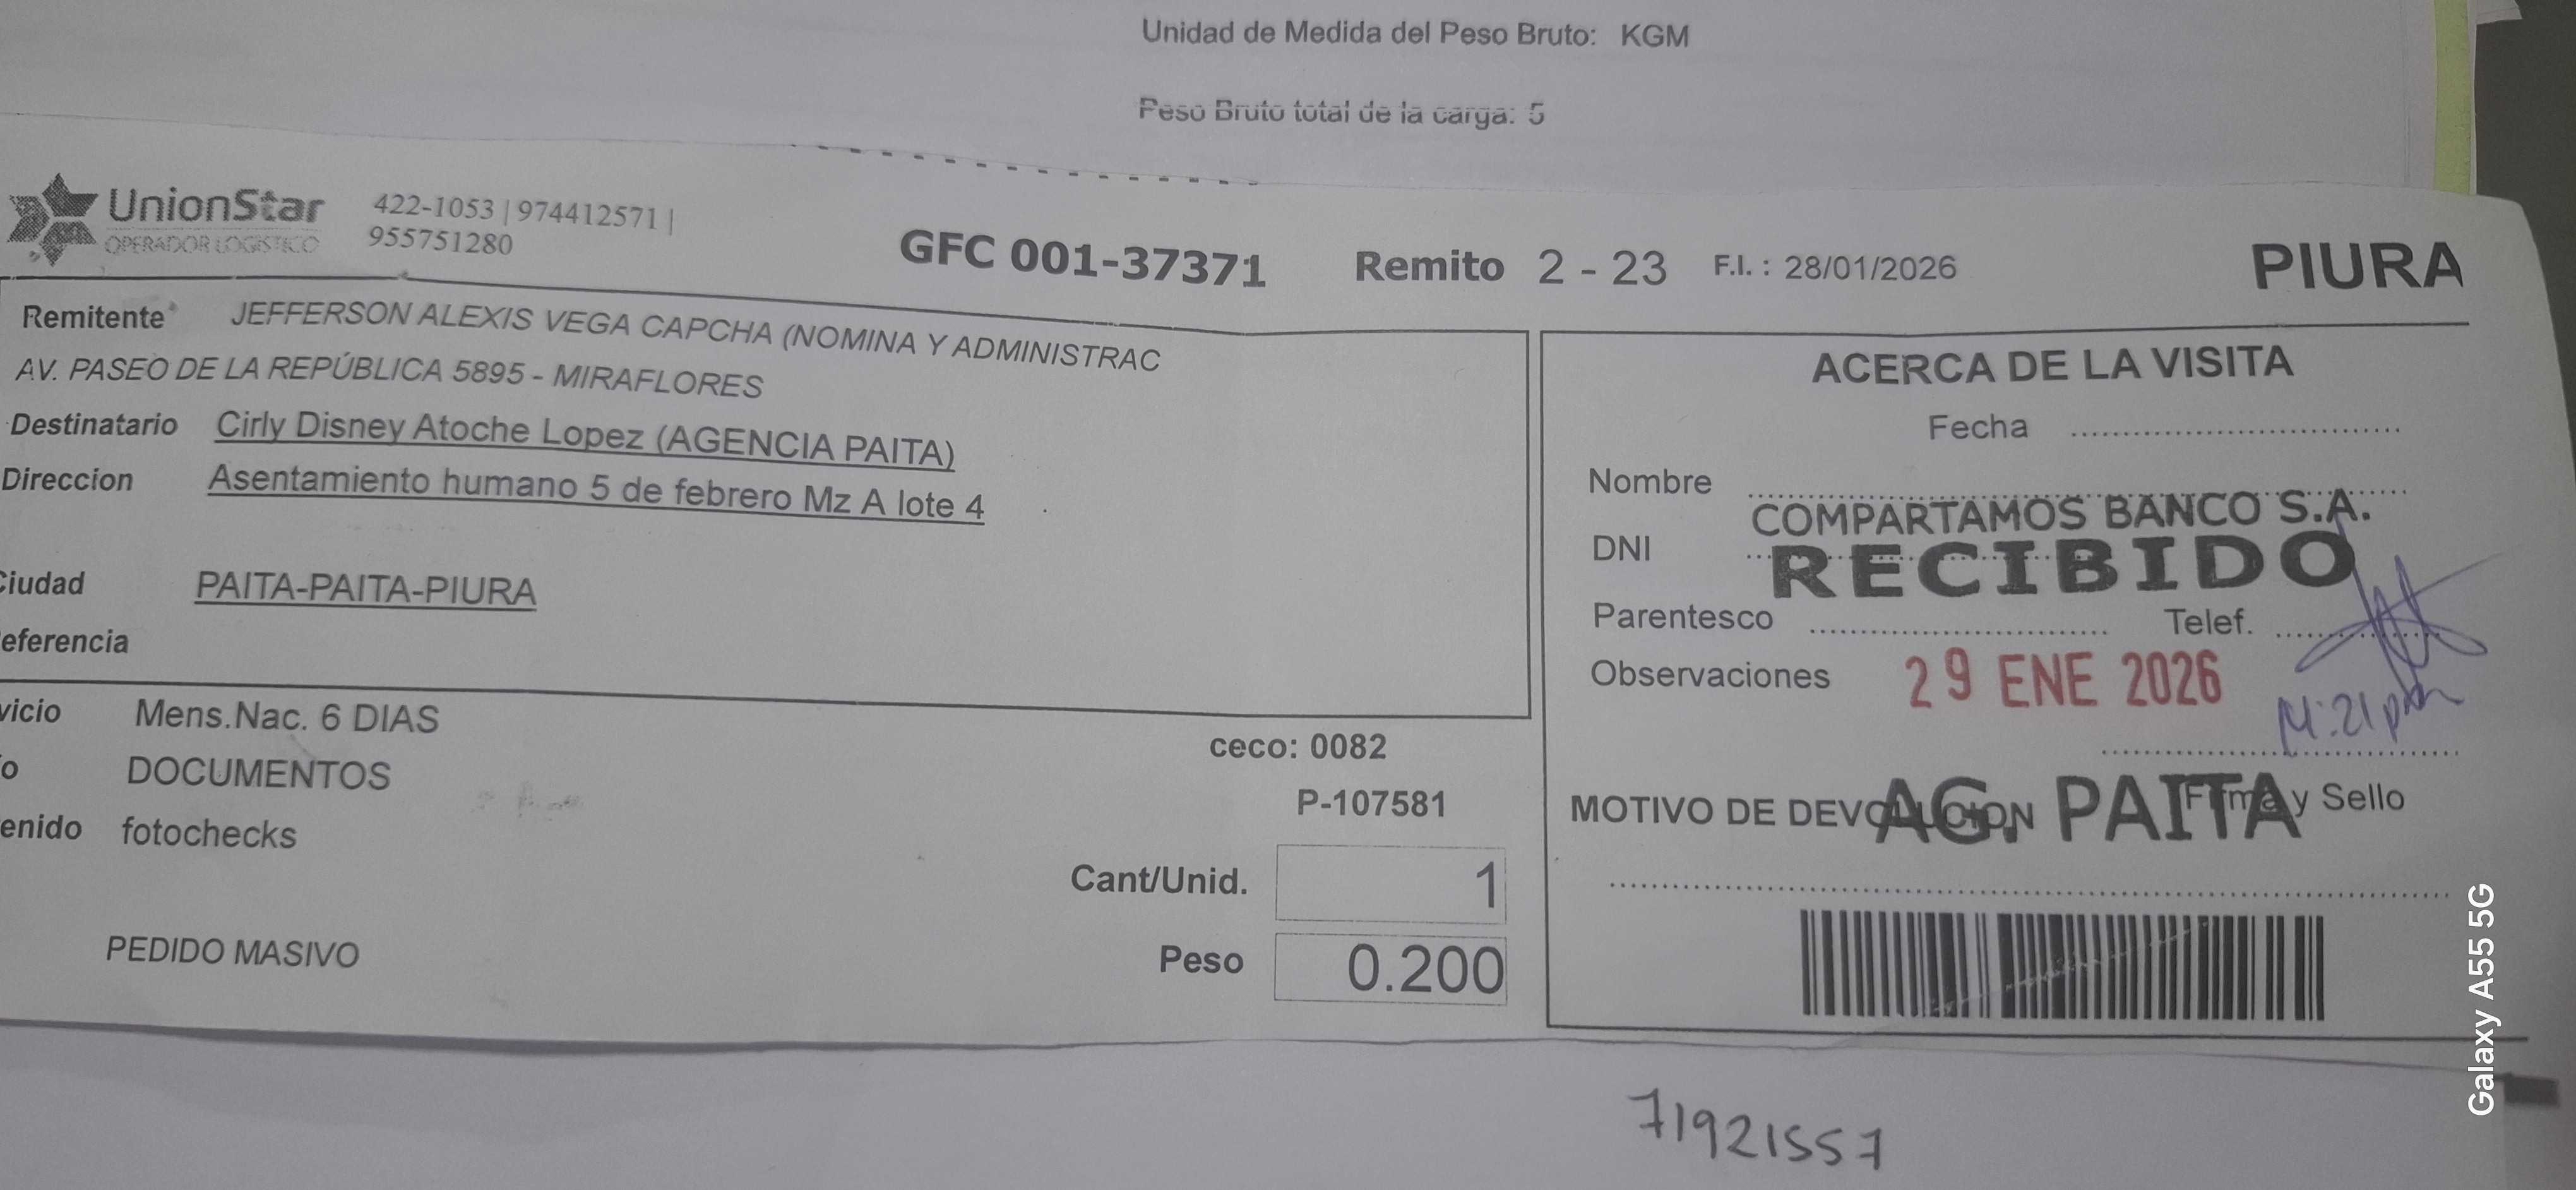 Unidad de Medida del Peso Bruto: KGM
Peso Bruto total de la carga: 5
UnionStar
OPERADOR LOGISTICO
422-1053 | 974412571 |
955751280
GFC 001-37371
Remito 2 - 23
F.I. : 28/01/2026
PIURA
Remitente JEFFERSON ALEXIS VEGA CAPCHA (NOMINA Y ADMINISTRAC
AV. PASEO DE LA REPÚBLICA 5895 - MIRAFLORES
Destinatario Cirly Disney Atoche Lopez (AGENCIA PAITA)
Direccion Asentamiento humano 5 de febrero Mz A lote 4
Ciudad PAITA-PAITA-PIURA
eferencia
vicio Mens.Nac. 6 DIAS
o DOCUMENTOS
enido fotochecks
PEDIDO MASIVO
ceco: 0082
P-107581
Cant/Unid. 1
Peso 0.200
ACERCA DE LA VISITA
Fecha
Nombre
COMPARTAMOS BANCO S.A.
DNI
RECIBIDO
Parentesco Telef.
Observaciones
29 ENE 2026
:21 pm
Firma y Sello
MOTIVO DE DEVOLUCION
AG. PAITA
71921557
Galaxy A55 5G